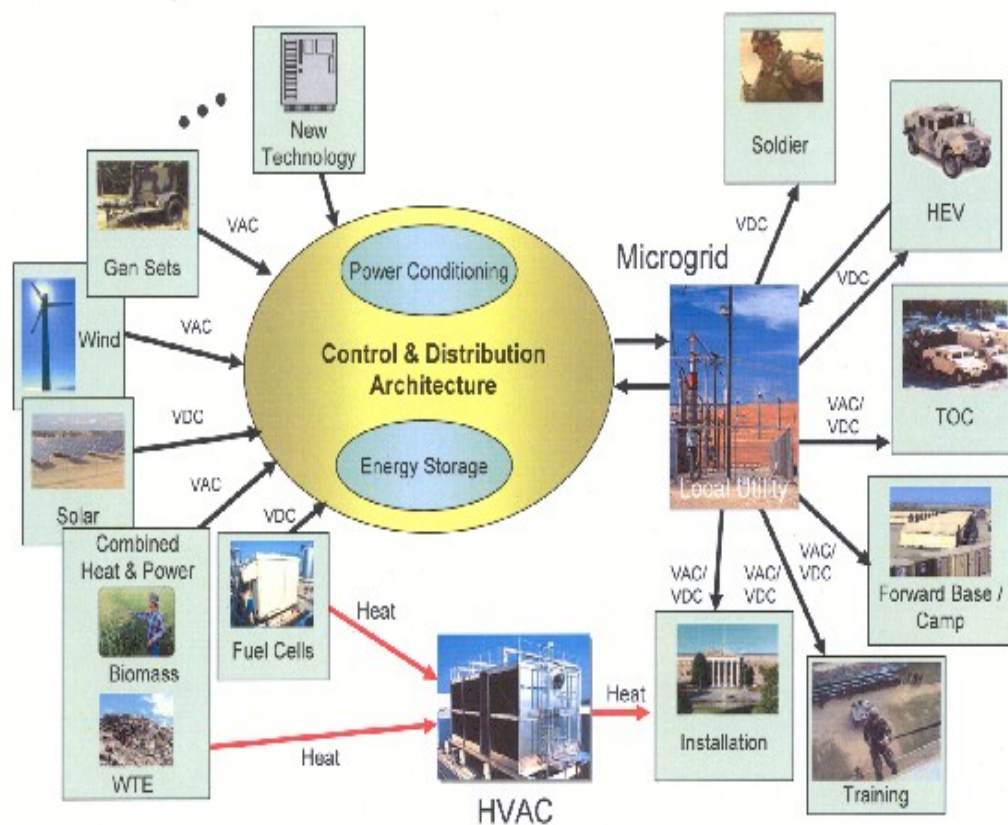 New
Technology
Soldier
HEV
VDC
VDC
VAC
Gen Sets
Microgrid
Power Conditioning
Wind
VAC
Control & Distribution
Architecture
VDC
VAC/
VDC
TOC
Solar
VAC
Energy Storage
Local Utility
VDC
Combined
Heat & Power
Biomass
WTE
Fuel Cells
Heat
Heat
HVAC
Heat
VAC/
VDC
VAC/
VDC
VAC/
VDC
Forward Base /
Camp
Installation
Training